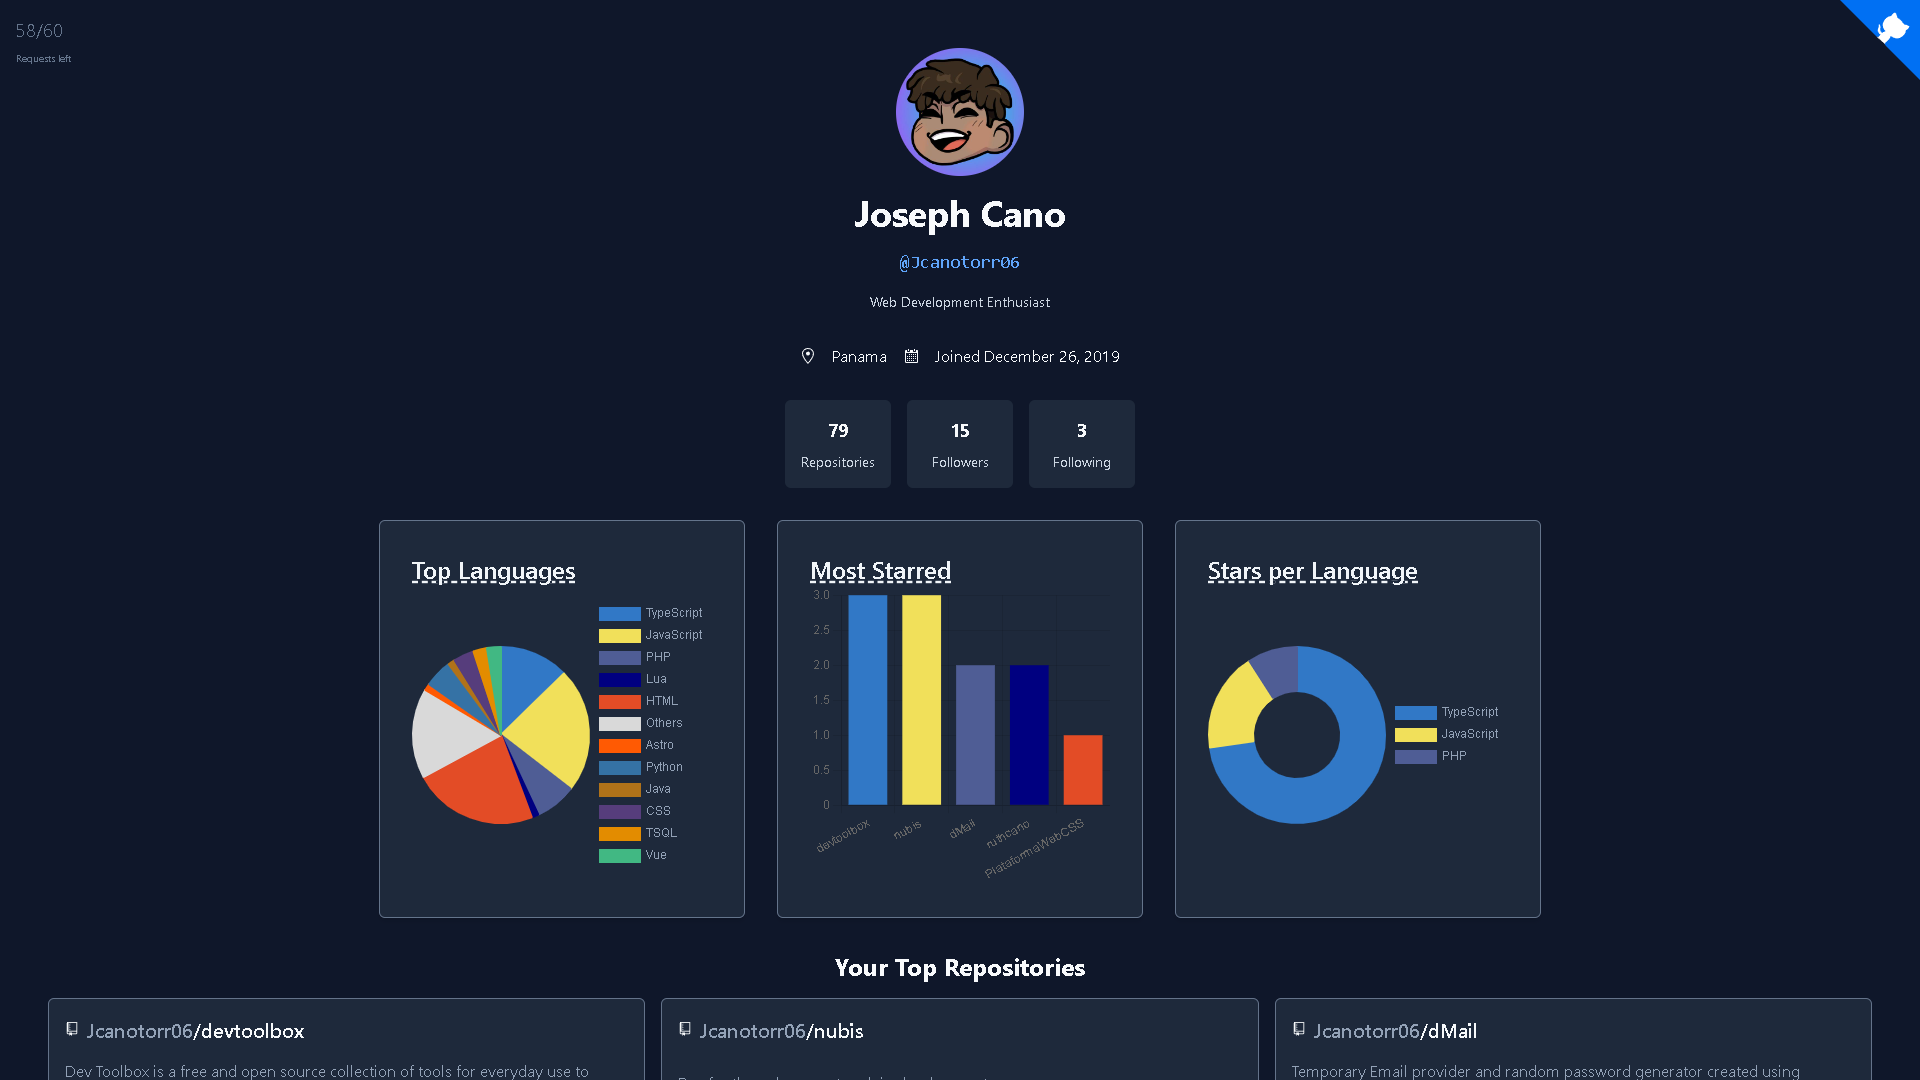 58/60
Requests left
Joseph Cano
@Jcanotorr06
Web Development Enthusiast
Panama Joined December 26, 2019
79
Repositories
15
Followers
3
Following
Top Languages
TypeScript
JavaScript
PHP
Lua
HTML
Others
Astro
Python
Java
CSS
TSQL
Vue
Most Starred
3.0
2.5
2.0
1.5
1.0
0.5
0
devtoolbox
nubis
dMail
ruthcano
PlataformaWebCSS
Stars per Language
TypeScript
JavaScript
PHP
Your Top Repositories
Jcanotorr06/devtoolbox
Dev Toolbox is a free and open source collection of tools for everyday use to
Jcanotorr06/nubis
Jcanotorr06/dMail
Temporary Email provider and random password generator created using